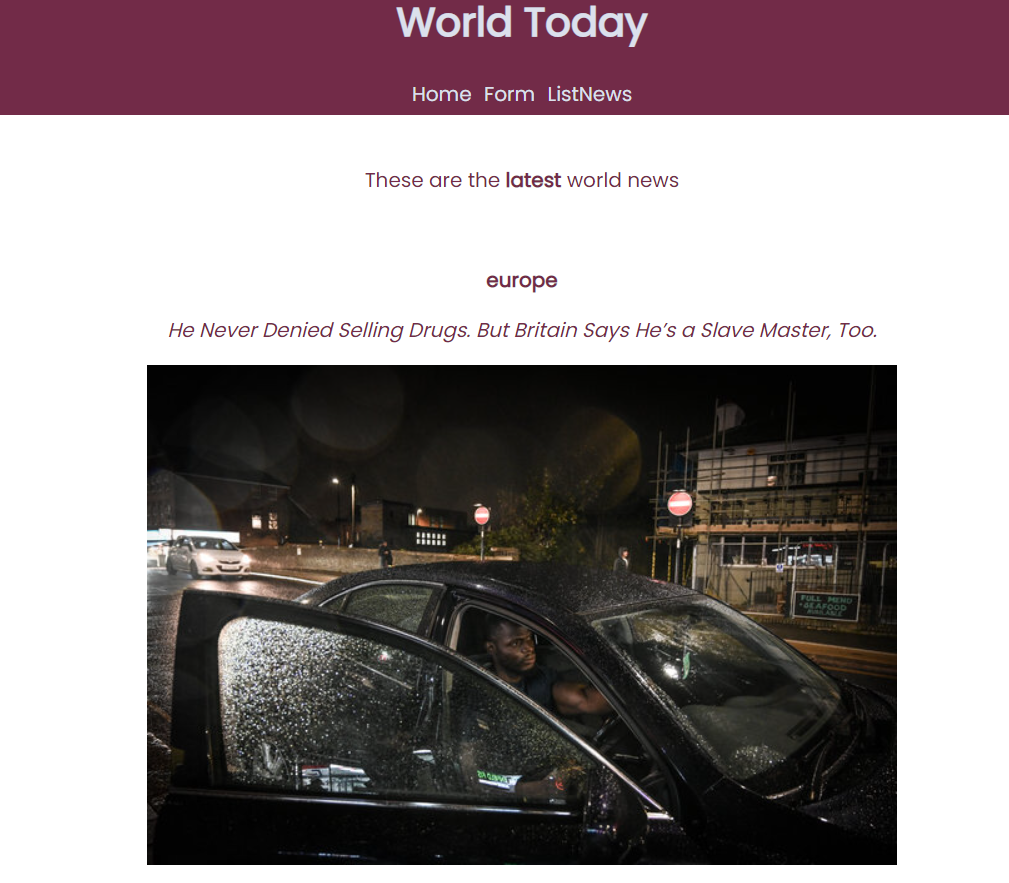 World Today
Home Form ListNews
These are the latest world news
europe
He Never Denied Selling Drugs. But Britain Says He’s a Slave Master, Too.
FULL MENU
SEAFOOD
AVAILABLE